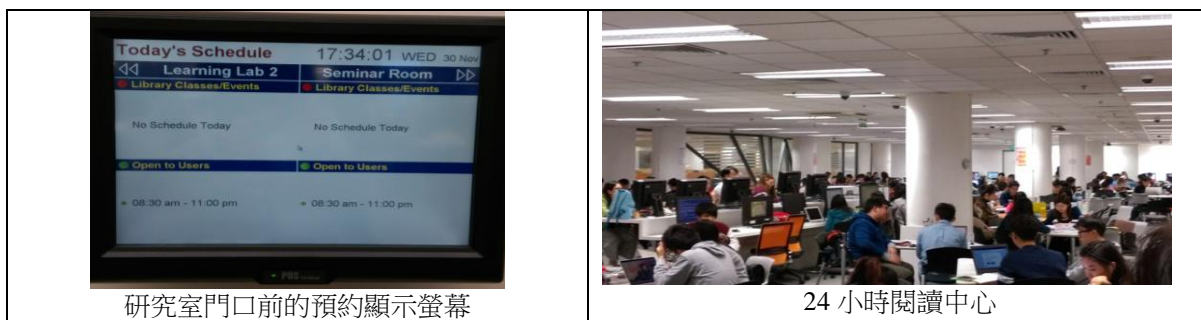 Today's Schedule 17:34:01 WED 30 Nov
Learning Lab 2 Seminar Room
Library Classes/Events Library Classes/Events
No Schedule Today No Schedule Today
Open to Users Open to Users
08:30 am - 11:00 pm 08:30 am - 11:00 pm
研究室門口前的預約顯示螢幕
24 小時閱讀中心